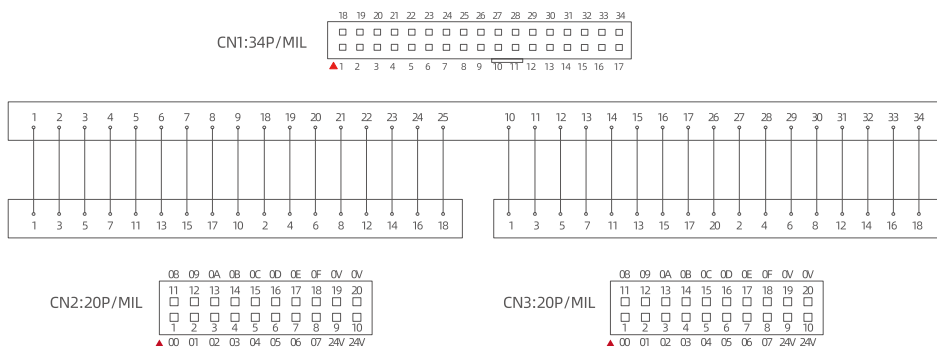 18 19 20 21 22 23 24 25 26 27 28 29 30 31 32 33 34
CN1:34P/MIL
1 2 3 4 5 6 7 8 9 10 11 12 13 14 15 16 17
1 2 3 4 5 6 7 8 9 18 19 20 21 22 23 24 25
10 11 12 13 14 15 16 17 26 27 28 29 30 31 32 33 34
1 3 5 7 11 13 15 17 10 2 4 6 8 12 14 16 18
1 3 5 7 11 13 15 17 20 2 4 6 8 12 14 16 18
08 09 0A 0B 0C 0D 0E 0F 0V 0V
11 12 13 14 15 16 17 18 19 20
CN2:20P/MIL
1 2 3 4 5 6 7 8 9 10
00 01 02 03 04 05 06 07 24V 24V
08 09 0A 0B 0C 0D 0E 0F 0V 0V
11 12 13 14 15 16 17 18 19 20
CN3:20P/MIL
1 2 3 4 5 6 7 8 9 10
00 01 02 03 04 05 06 07 24V 24V